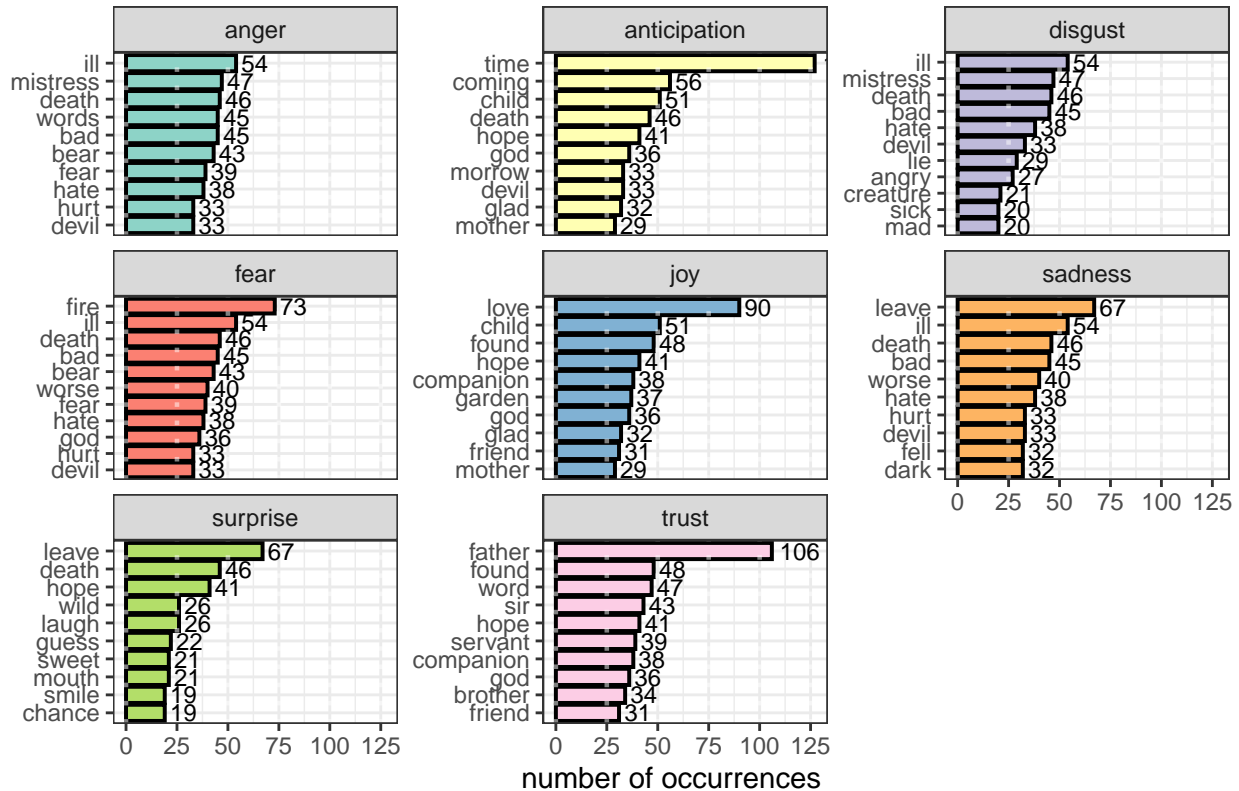 anger
ill 54
mistress 47
death 46
words 45
bad 45
bear 43
fear 39
hate 38
hurt 33
devil 33
anticipation
time
coming 56
child 51
death 46
hope 41
god 36
morrow 33
devil 33
glad 32
mother 29
disgust
ill 54
mistress 47
death 46
bad 45
hate 38
devil 33
lie 29
angry 27
creature 21
sick 20
mad 20
fear
fire 73
ill 54
death 46
bad 45
bear 43
worse 40
fear 39
hate 38
god 36
hurt 33
devil 33
joy
love 90
child 51
found 48
hope 41
companion 38
garden 37
god 36
glad 32
friend 31
mother 29
sadness
leave 67
ill 54
death 46
bad 45
worse 40
hate 38
hurt 33
devil 33
fell 32
dark 32
0 25 50 75 100 125
surprise
leave 67
death 46
hope 41
wild 26
laugh 26
guess 22
sweet 21
mouth 21
smile 19
chance 19
0 25 50 75 100 125
trust
father 106
found 48
word 47
sir 43
hope 41
servant 39
companion 38
god 36
brother 34
friend 31
0 25 50 75 100 125
number of occurrences